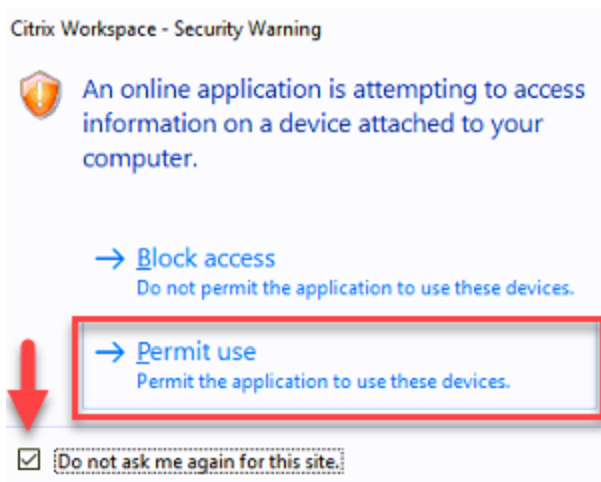 Citrix Workspace - Security Warning
An online application is attempting to access
information on a device attached to your
computer.
Block access
Do not permit the application to use these devices.
Permit use
Permit the application to use these devices.
Do not ask me again for this site.